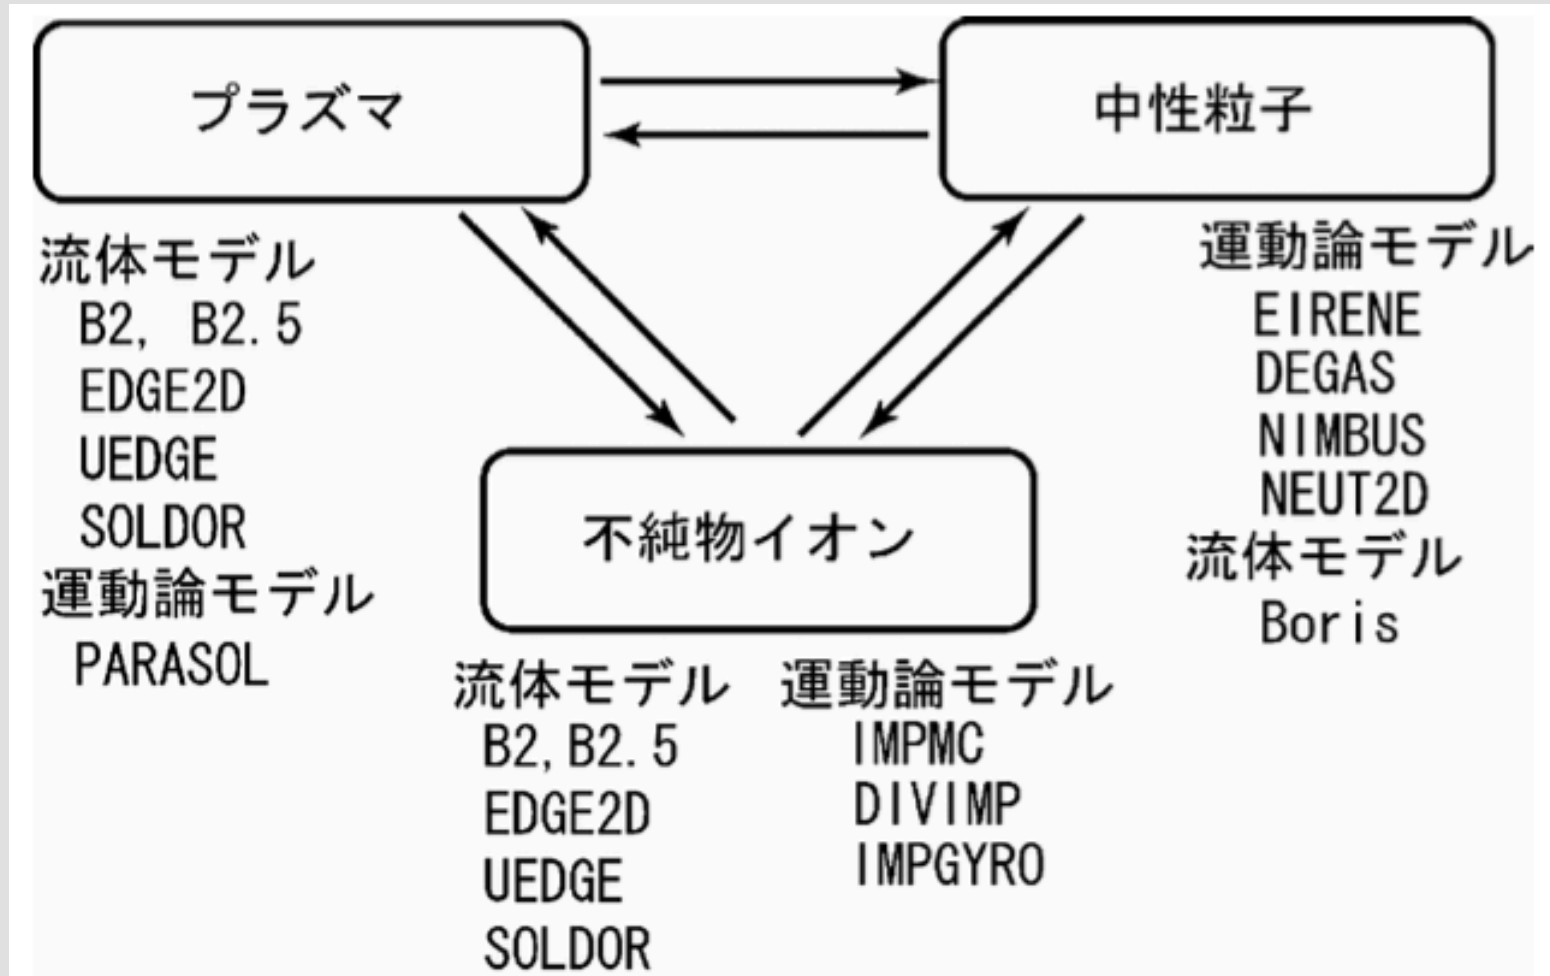 プラズマ
中性粒子
流体モデル
B2, B2.5
EDGE2D
UEDGE
SOLDOR
運動論モデル
PARASOL
運動論モデル
EIRENE
DEGAS
NIMBUS
NEUT2D
流体モデル
Boris
不純物イオン
流体モデル
B2,B2.5
EDGE2D
UEDGE
SOLDOR
運動論モデル
IMPMC
DIVIMP
IMPGYRO